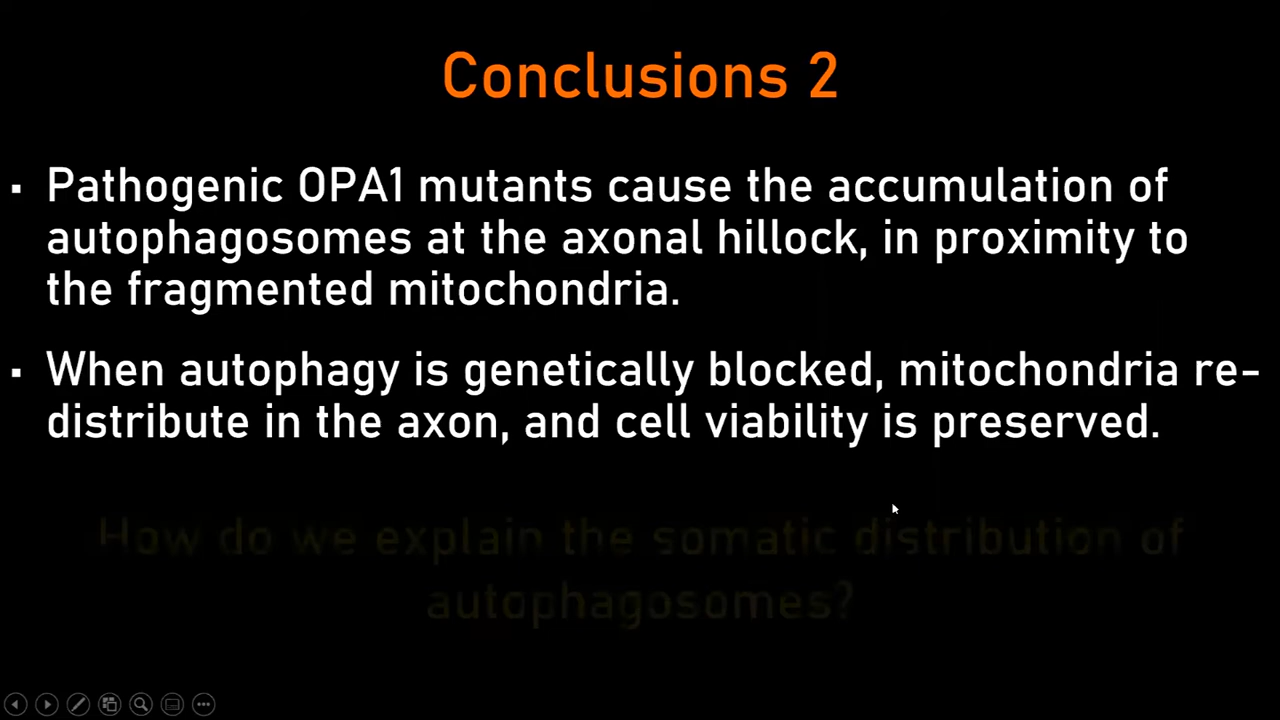 Conclusions 2
▪ Pathogenic OPA1 mutants cause the accumulation of
autophagosomes at the axonal hillock, in proximity to
the fragmented mitochondria.
▪ When autophagy is genetically blocked, mitochondria re-
distribute in the axon, and cell viability is preserved.
How do we explain the somatic distribution of
autophagosomes?